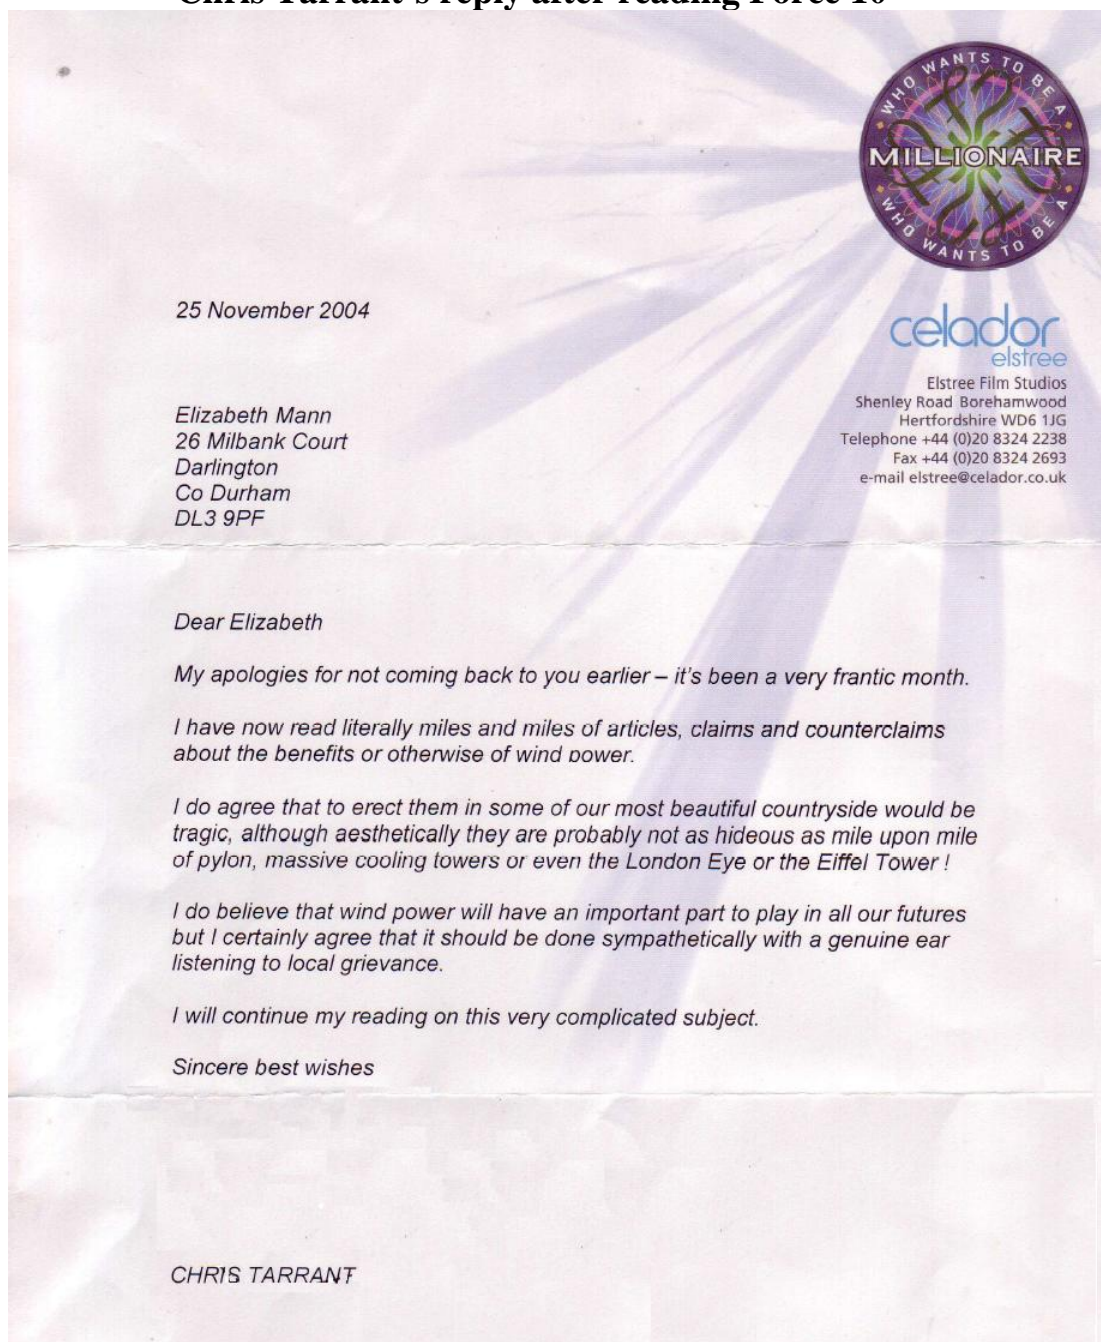 Chris Tarrant's reply after reading Force 10
WHO WANTS TO BE A
MILLIONAIRE
WHO WANTS TO BE A
celador
elstree
Elstree Film Studios
Shenley Road Borehamwood
Hertfordshire WD6 1JG
Telephone +44 (0)20 8324 2238
Fax +44 (0)20 8324 2693
e-mail elstree@celador.co.uk
25 November 2004
Elizabeth Mann
26 Milbank Court
Darlington
Co Durham
DL3 9PF
Dear Elizabeth
My apologies for not coming back to you earlier – it's been a very frantic month.
I have now read literally miles and miles of articles, claims and counterclaims
about the benefits or otherwise of wind power.
I do agree that to erect them in some of our most beautiful countryside would be
tragic, although aesthetically they are probably not as hideous as mile upon mile
of pylon, massive cooling towers or even the London Eye or the Eiffel Tower !
I do believe that wind power will have an important part to play in all our futures
but I certainly agree that it should be done sympathetically with a genuine ear
listening to local grievance.
I will continue my reading on this very complicated subject.
Sincere best wishes
CHRIS TARRANT